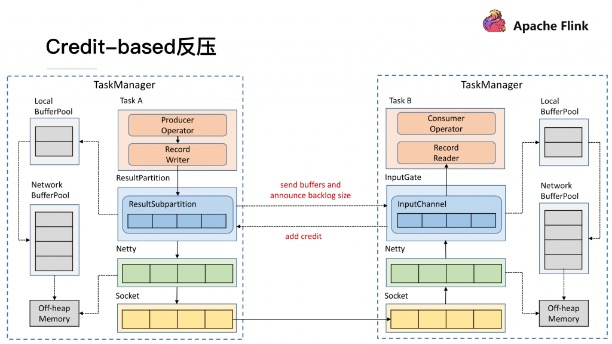 Apache Flink
Credit-based反压
TaskManager
Local
BufferPool
Task A
Producer
Operator
Record
Writer
ResultPartition
Network
BufferPool
ResultSubpartition
Netty
Off-heap
Memory
Socket
send buffers and
announce backlog size
add credit
TaskManager
Task B
Consumer
Operator
Record
Reader
Local
BufferPool
InputGate
InputChannel
Network
BufferPool
Netty
Off-heap
Memory
Socket